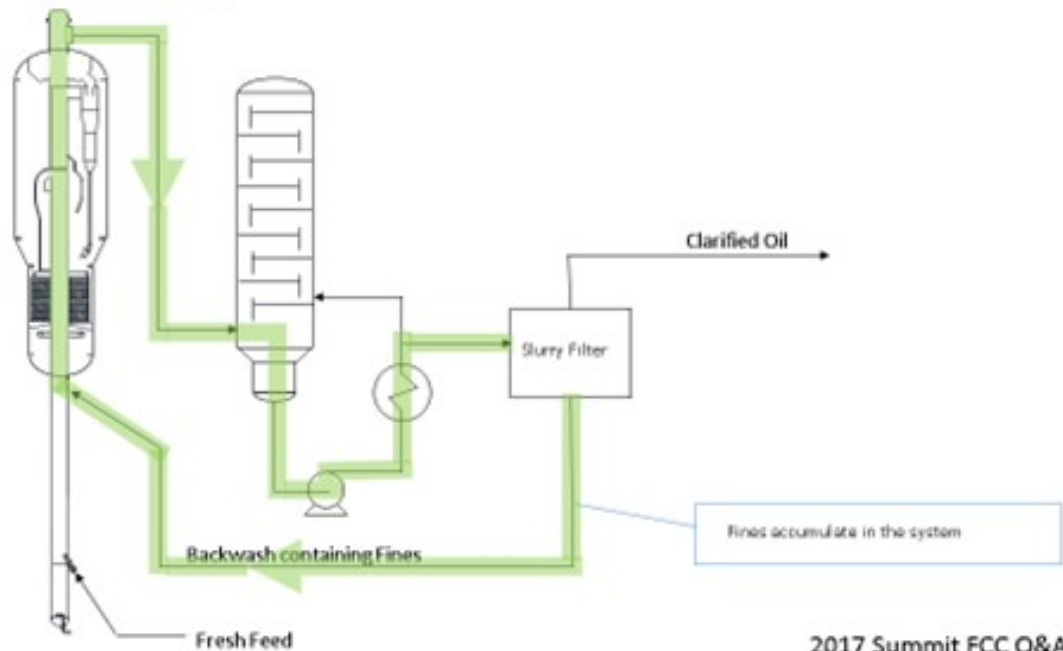 Clarified Oil
Slurry Filter
Fines accumulate in the system
Backwash containing Fines
Fresh Feed
2017 Summit FCC Q&A